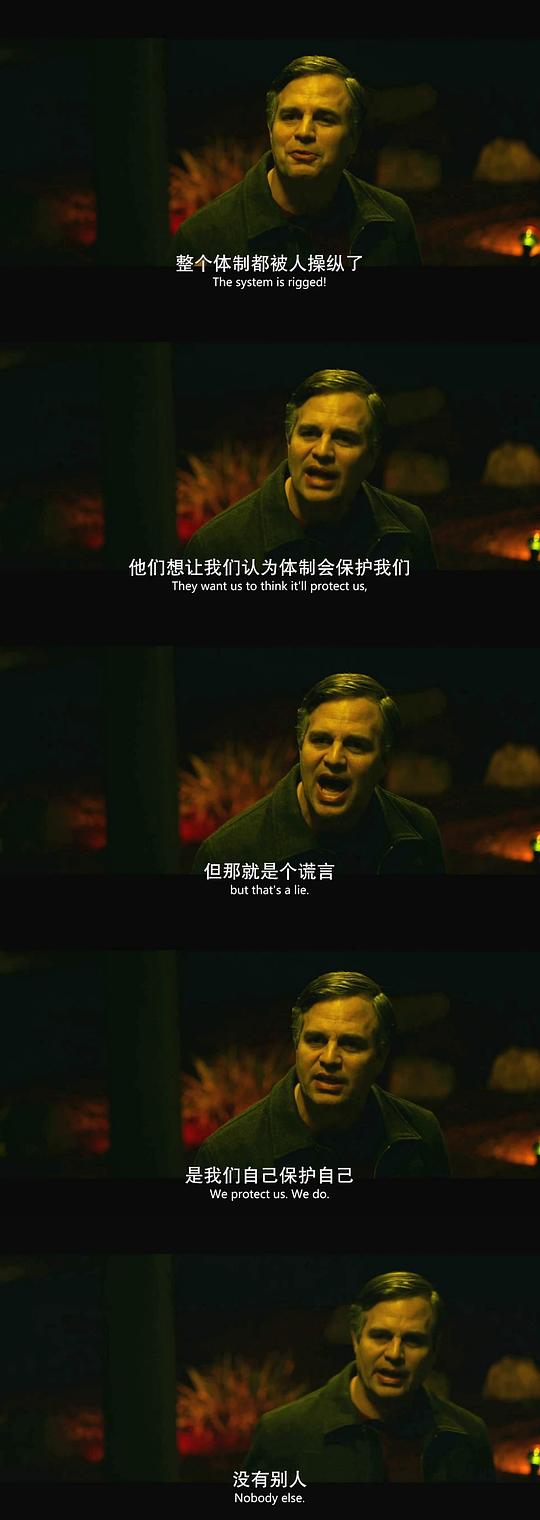 整个体制都被人操纵了
The system is rigged!
他们想让我们认为体制会保护我们
They want us to think it'll protect us,
但那就是个谎言
but that's a lie.
是我们自己保护自己
We protect us. We do.
没有别人
Nobody else.